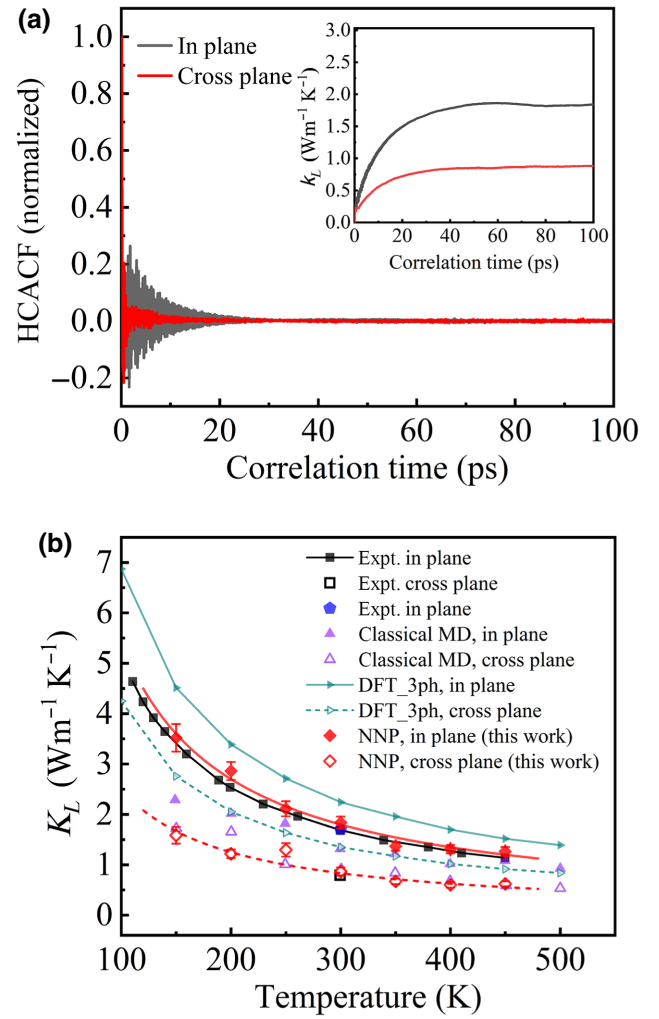 (a)
HCACF (normalized)
1.0
0.8
0.6
0.4
0.2
0.0
−0.2
In plane
Cross plane
k_L (Wm⁻¹ K⁻¹)
3.0
2.5
2.0
1.5
1.0
0.5
0.0
0 20 40 60 80 100
Correlation time (ps)
0 20 40 60 80 100
Correlation time (ps)
(b)
K_L (Wm⁻¹ K⁻¹)
7
6
5
4
3
2
1
0
Expt. in plane
Expt. cross plane
Expt. in plane
Classical MD, in plane
Classical MD, cross plane
DFT_3ph, in plane
DFT_3ph, cross plane
NNP, in plane (this work)
NNP, cross plane (this work)
100 200 300 400 500
Temperature (K)